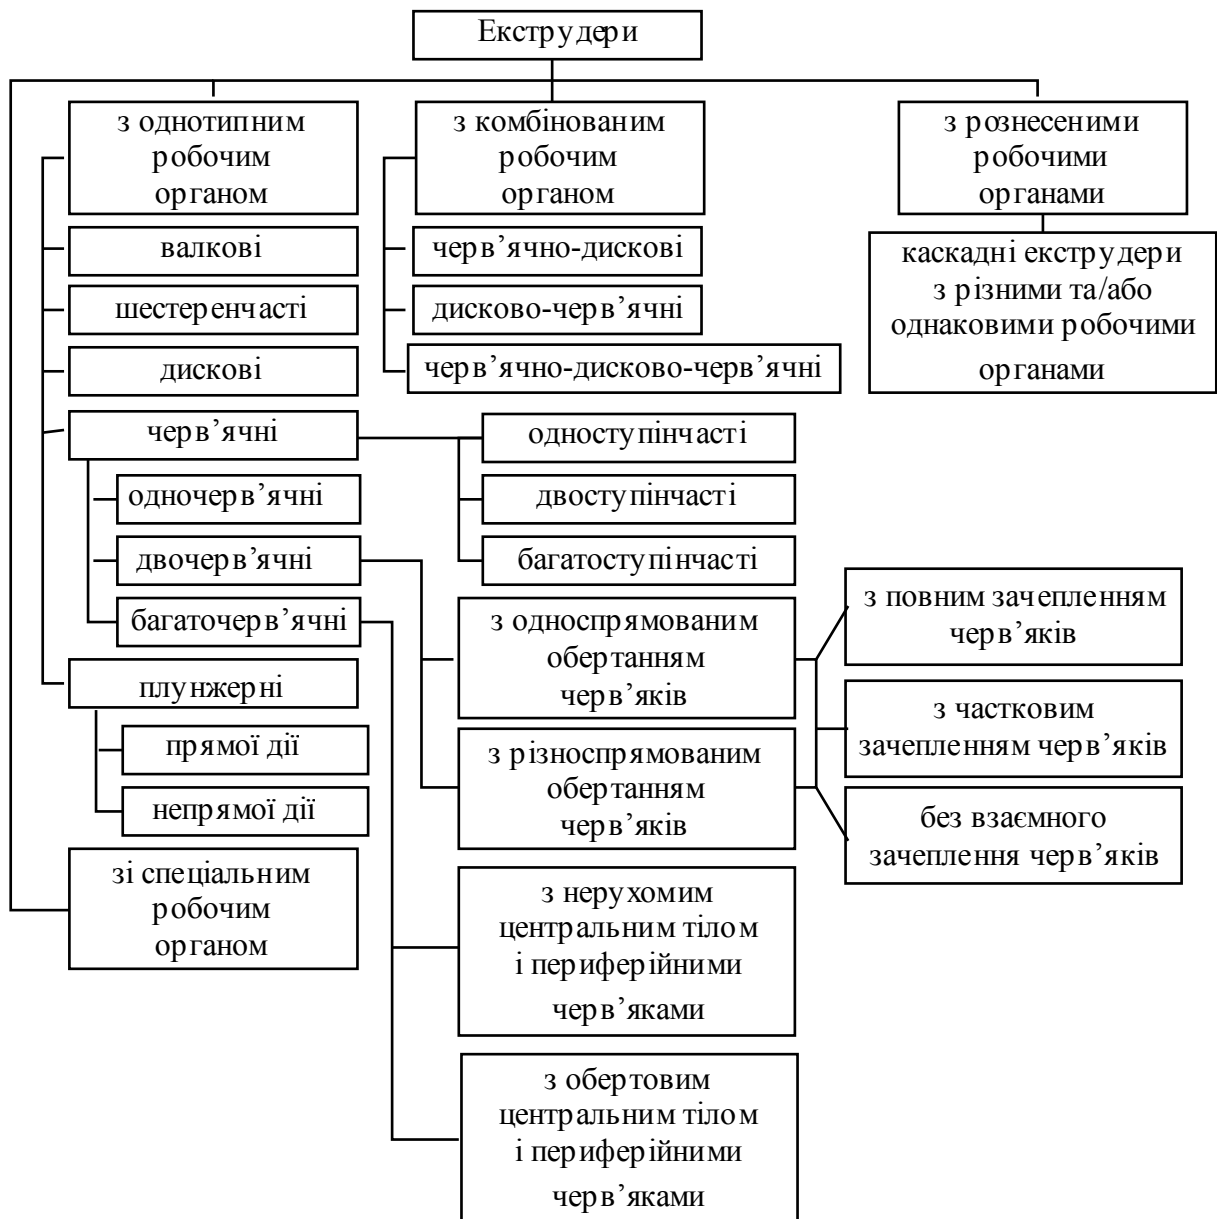 Екструдери
з однотипним
робочим
органом
з комбінованим
робочим
органом
з рознесеними
робочими
органами
валкові
черв’ячно-дискові
каскадні екструдери
з різними та/або
однаковими робочими
органами
шестеренчасті
дисково-черв’ячні
дискові
черв’ячно-дисково-черв’ячні
черв’ячні
одноступінчасті
одночерв’ячні
двоступінчасті
двочерв’ячні
багатоступінчасті
багаточерв’ячні
з односпрямованим
обертанням
черв’яків
з повним зачепленням
черв’яків
плунжерні
з частковим
зачепленням черв’яків
прямої дії
з різноспрямованим
обертанням
черв’яків
непрямої дії
без взаємного
зачеплення черв’яків
зі спеціальним
робочим
органом
з нерухомим
центральним тілом
і периферійними
черв’яками
з обертовим
центральним тілом
і периферійними
черв’яками